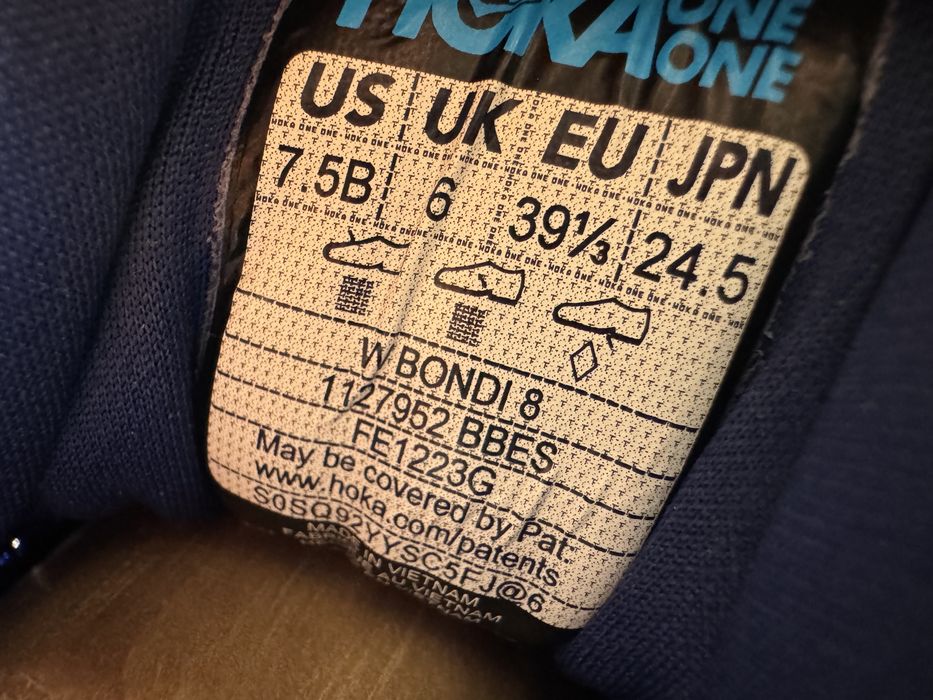 HOKA ONE ONE
US UK EU JPN
7.5B 6 39⅓ 24.5
W BONDI 8
1127952 BBES
FE1223G
May be covered by Pat.
www.hoka.com/patents
S05Q92YYSC5FJ@6
MADE IN VIETNAM
VIETNAM